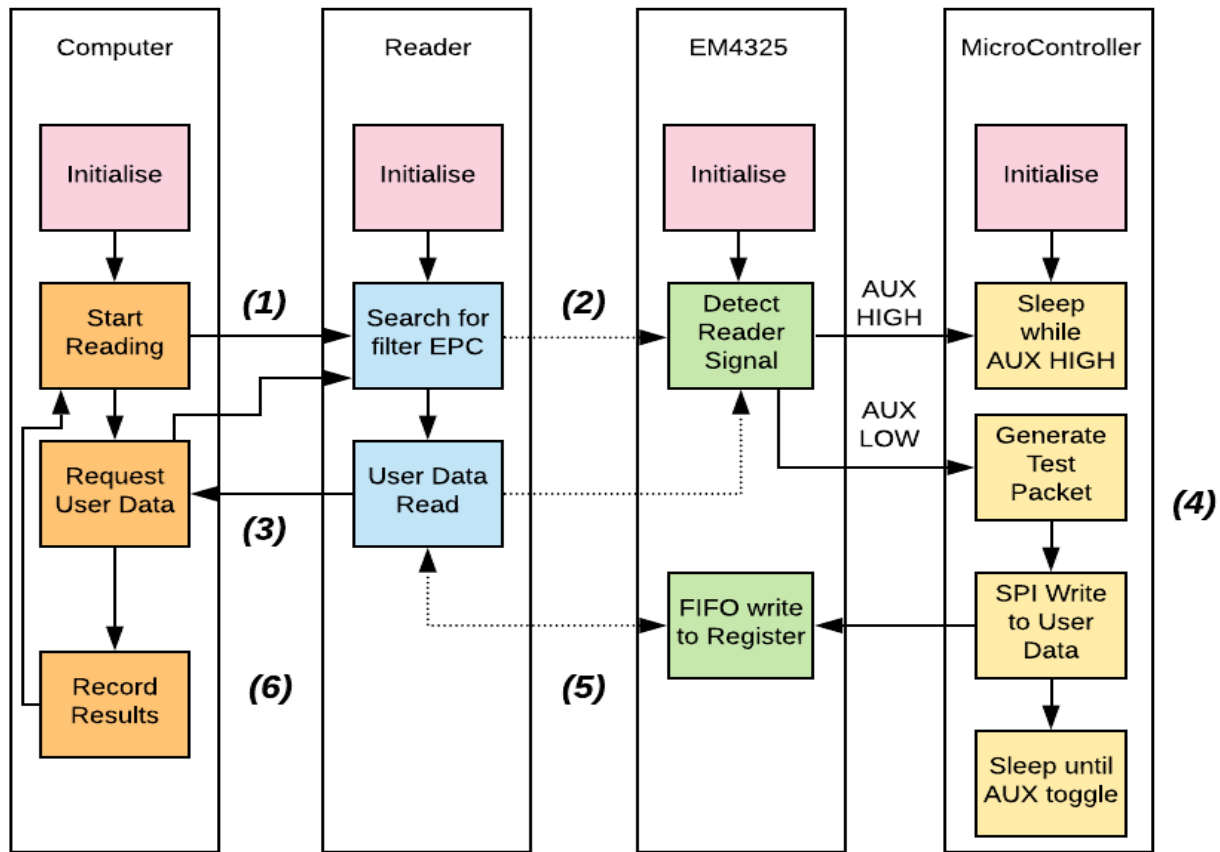 Computer
Reader
EM4325
MicroController
Initialise
Initialise
Initialise
Initialise
Start
Reading
(1)
Search for
filter EPC
(2)
Detect
Reader
Signal
AUX
HIGH
Sleep
while
AUX HIGH
Request
User Data
(3)
User Data
Read
AUX
LOW
Generate
Test
Packet
(4)
FIFO write
to Register
SPI Write
to User
Data
Record
Results
(6)
(5)
Sleep until
AUX toggle